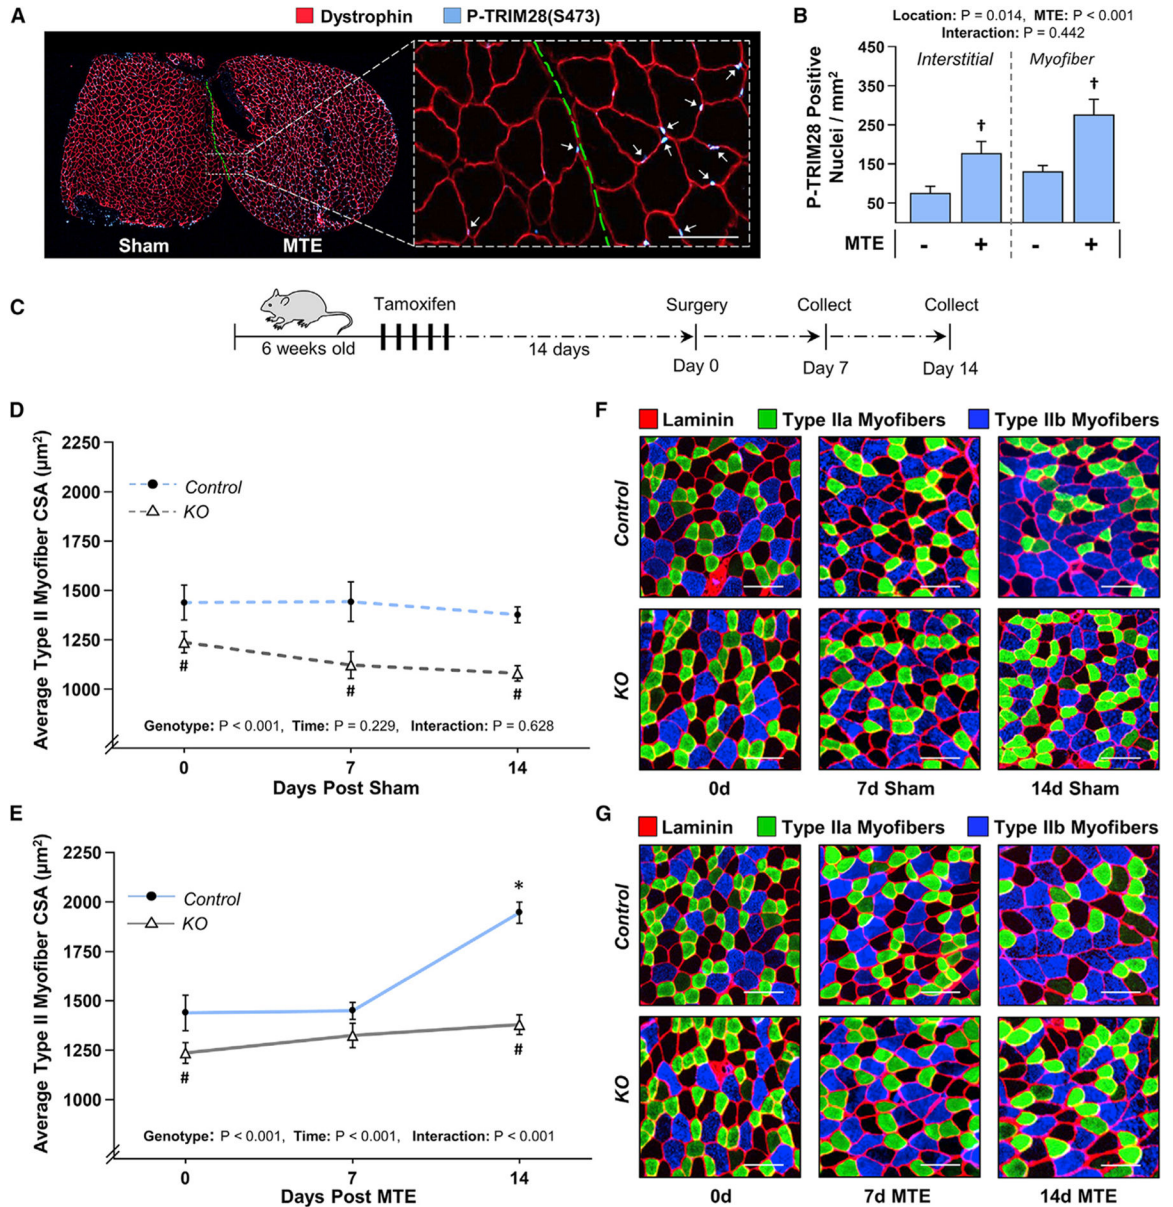 A
Dystrophin P-TRIM28(S473)
Sham MTE
B
Location: P = 0.014, MTE: P < 0.001
Interaction: P = 0.442
P-TRIM28 Positive
Nuclei / mm²
450
350
250
150
50
Interstitial Myofiber
† †
MTE - + - +
C
Tamoxifen Surgery Collect Collect
6 weeks old 14 days Day 0 Day 7 Day 14
D
Average Type II Myofiber CSA (µm²)
2250
2000
1750
1500
1250
1000
Control
KO
# # #
Genotype: P < 0.001, Time: P = 0.229, Interaction: P = 0.628
0 7 14
Days Post Sham
E
Average Type II Myofiber CSA (µm²)
2250
2000
1750
1500
1250
1000
Control
KO
*
# #
Genotype: P < 0.001, Time: P < 0.001, Interaction: P < 0.001
0 7 14
Days Post MTE
F
Laminin Type IIa Myofibers Type IIb Myofibers
Control
KO
0d 7d Sham 14d Sham
G
Laminin Type IIa Myofibers Type IIb Myofibers
Control
KO
0d 7d MTE 14d MTE